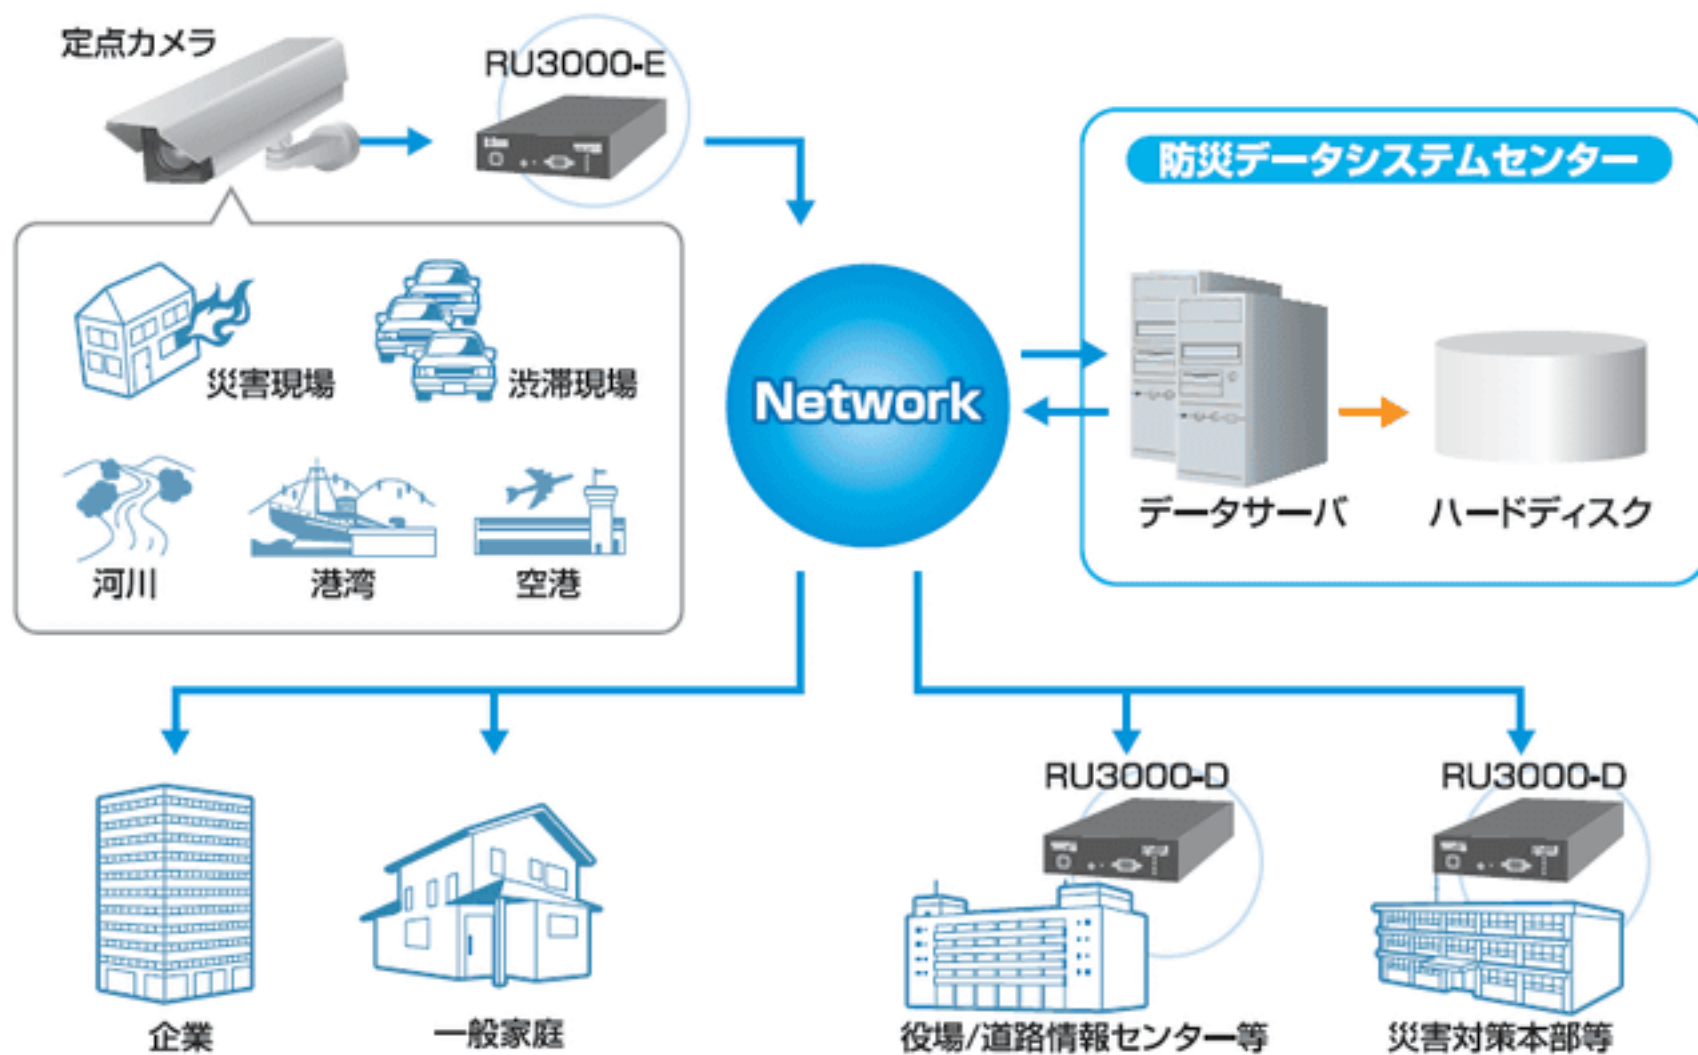 定点カメラ
RU3000-E
防災データシステムセンター
災害現場
渋滞現場
Network
河川
港湾
空港
データサーバ
ハードディスク
RU3000-D
RU3000-D
企業
一般家庭
役場/道路情報センター等
災害対策本部等